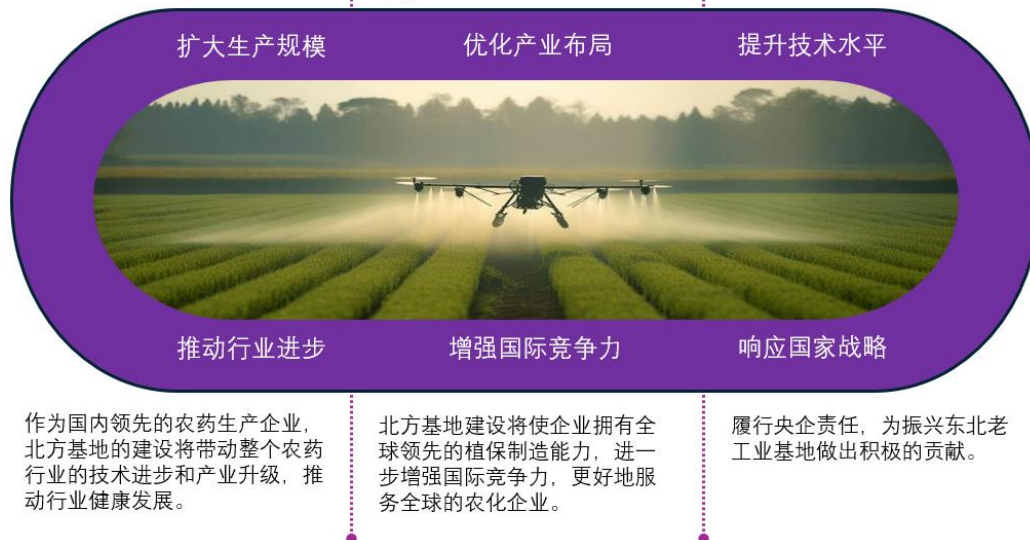 扩大生产规模
优化产业布局
提升技术水平
推动行业进步
增强国际竞争力
响应国家战略
作为国内领先的农药生产企业，
北方基地的建设将带动整个农药
行业的技术进步和产业升级，推
动行业健康发展。
北方基地建设将使企业拥有全
球领先的植保制造能力，进一
步增强国际竞争力，更好地服
务全球的农化企业。
履行央企责任，为振兴东北老
工业基地做出积极的贡献。